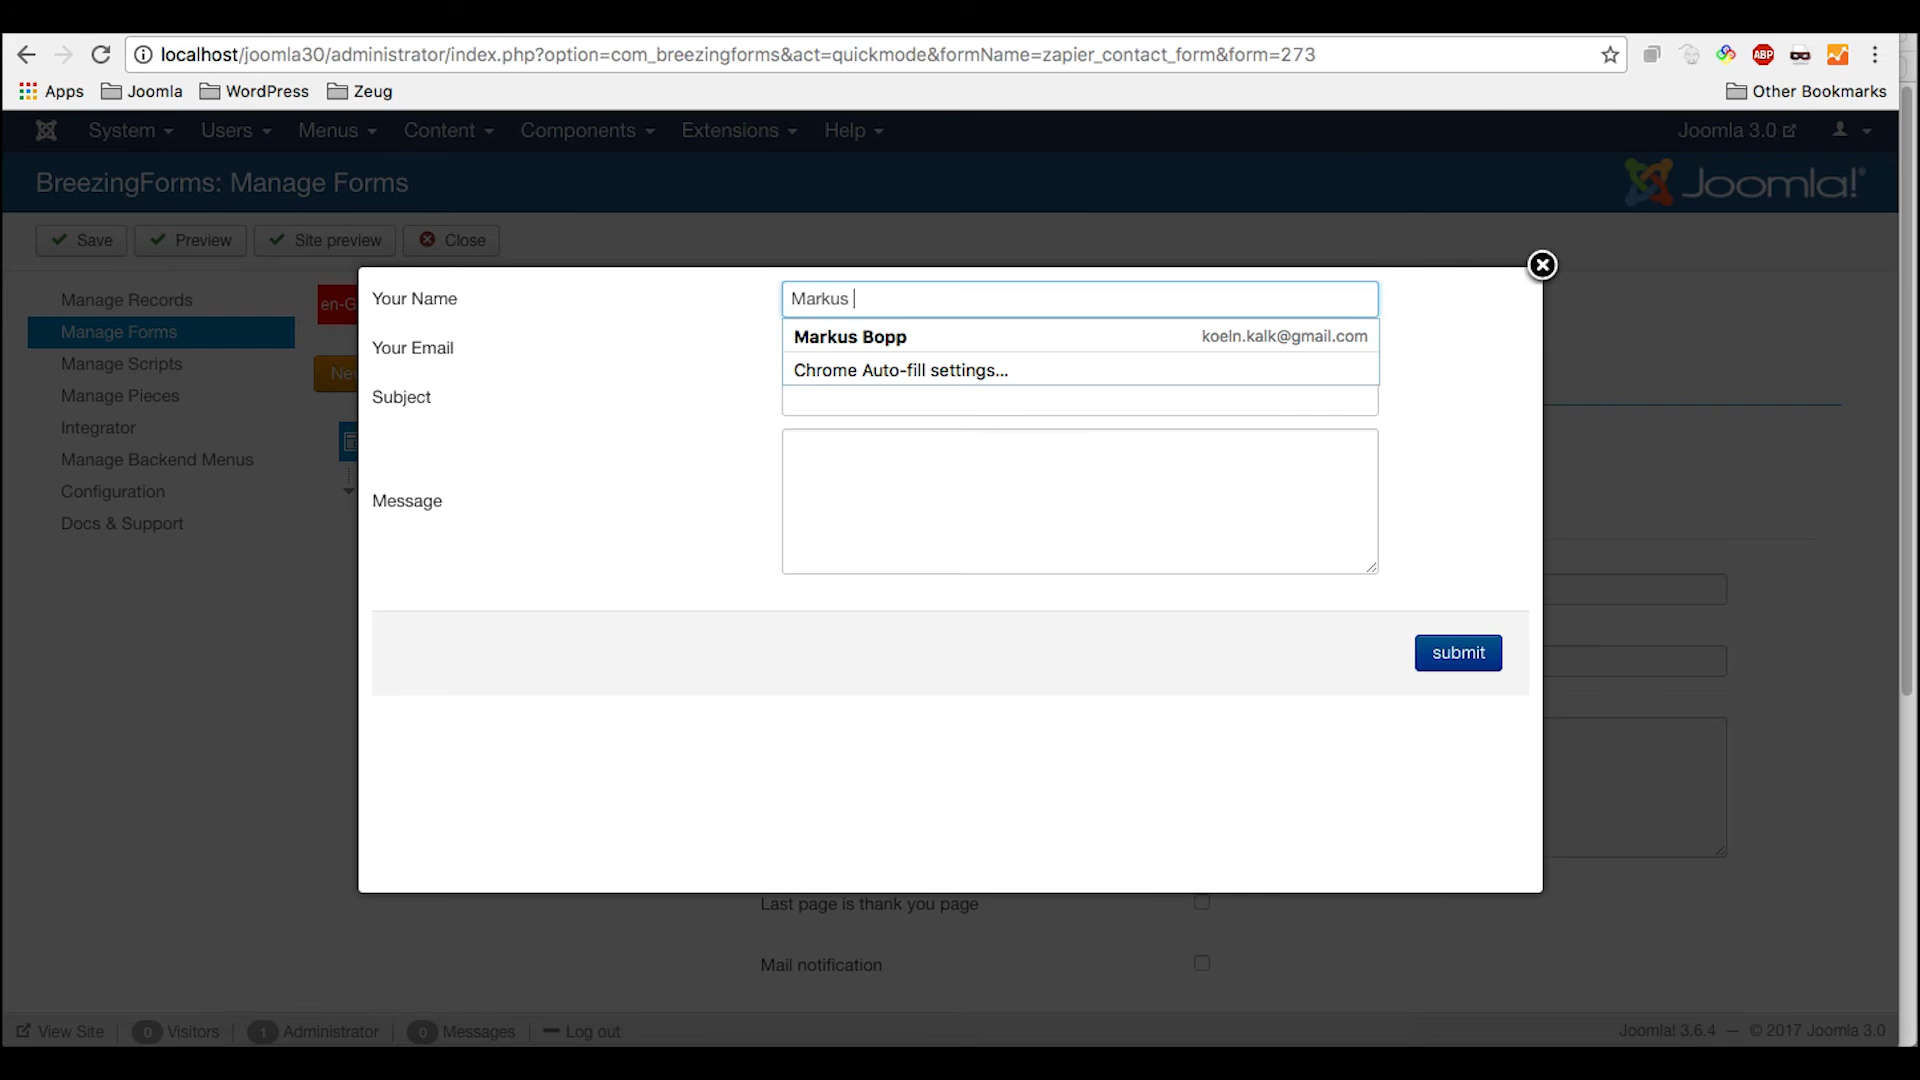 localhost/joomla30/administrator/index.php?option=com_breezingforms&act=quickmode&formName=zapier_contact_form&form=273
ABP
Apps Joomla WordPress Zeug Other Bookmarks
System Users Menus Content Components Extensions Help Joomla 3.0
BreezingForms: Manage Forms Joomla!®
Save Preview Site preview Close
Your Name Markus
Markus Bopp koeln.kalk@gmail.com
Chrome Auto-fill settings...
Your Email
Subject
Message
submit
Manage Records
Manage Forms
Manage Scripts
Manage Pieces
Integrator
Manage Backend Menus
Configuration
Docs & Support
en-G
Ne
Last page is thank you page
Mail notification
View Site 0 Visitors 1 Administrator 0 Messages Log out Joomla! 3.6.4 — © 2017 Joomla 3.0